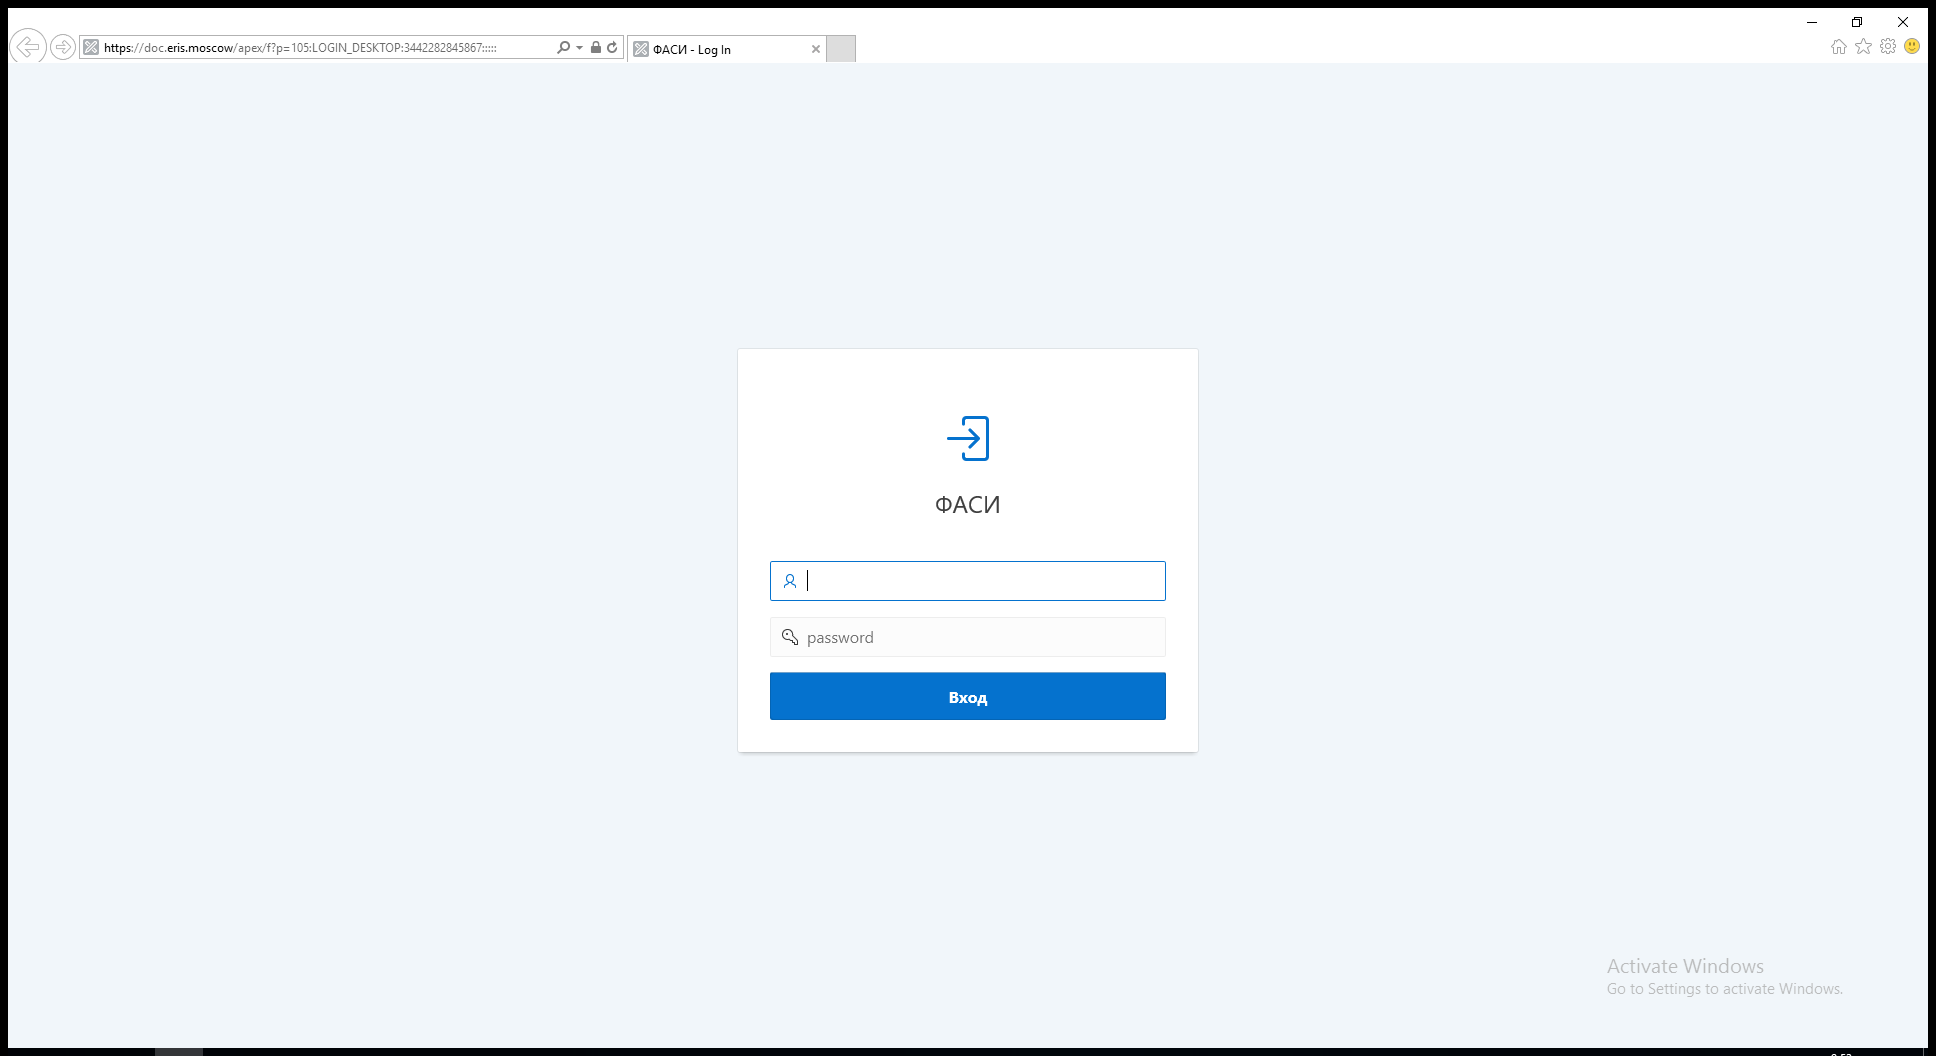 https://doc.eris.moscow/apex/f?p=105:LOGIN_DESKTOP:3442282845867:::::
ФАСИ - Log In
ФАСИ
password
Вход
Activate Windows
Go to Settings to activate Windows.